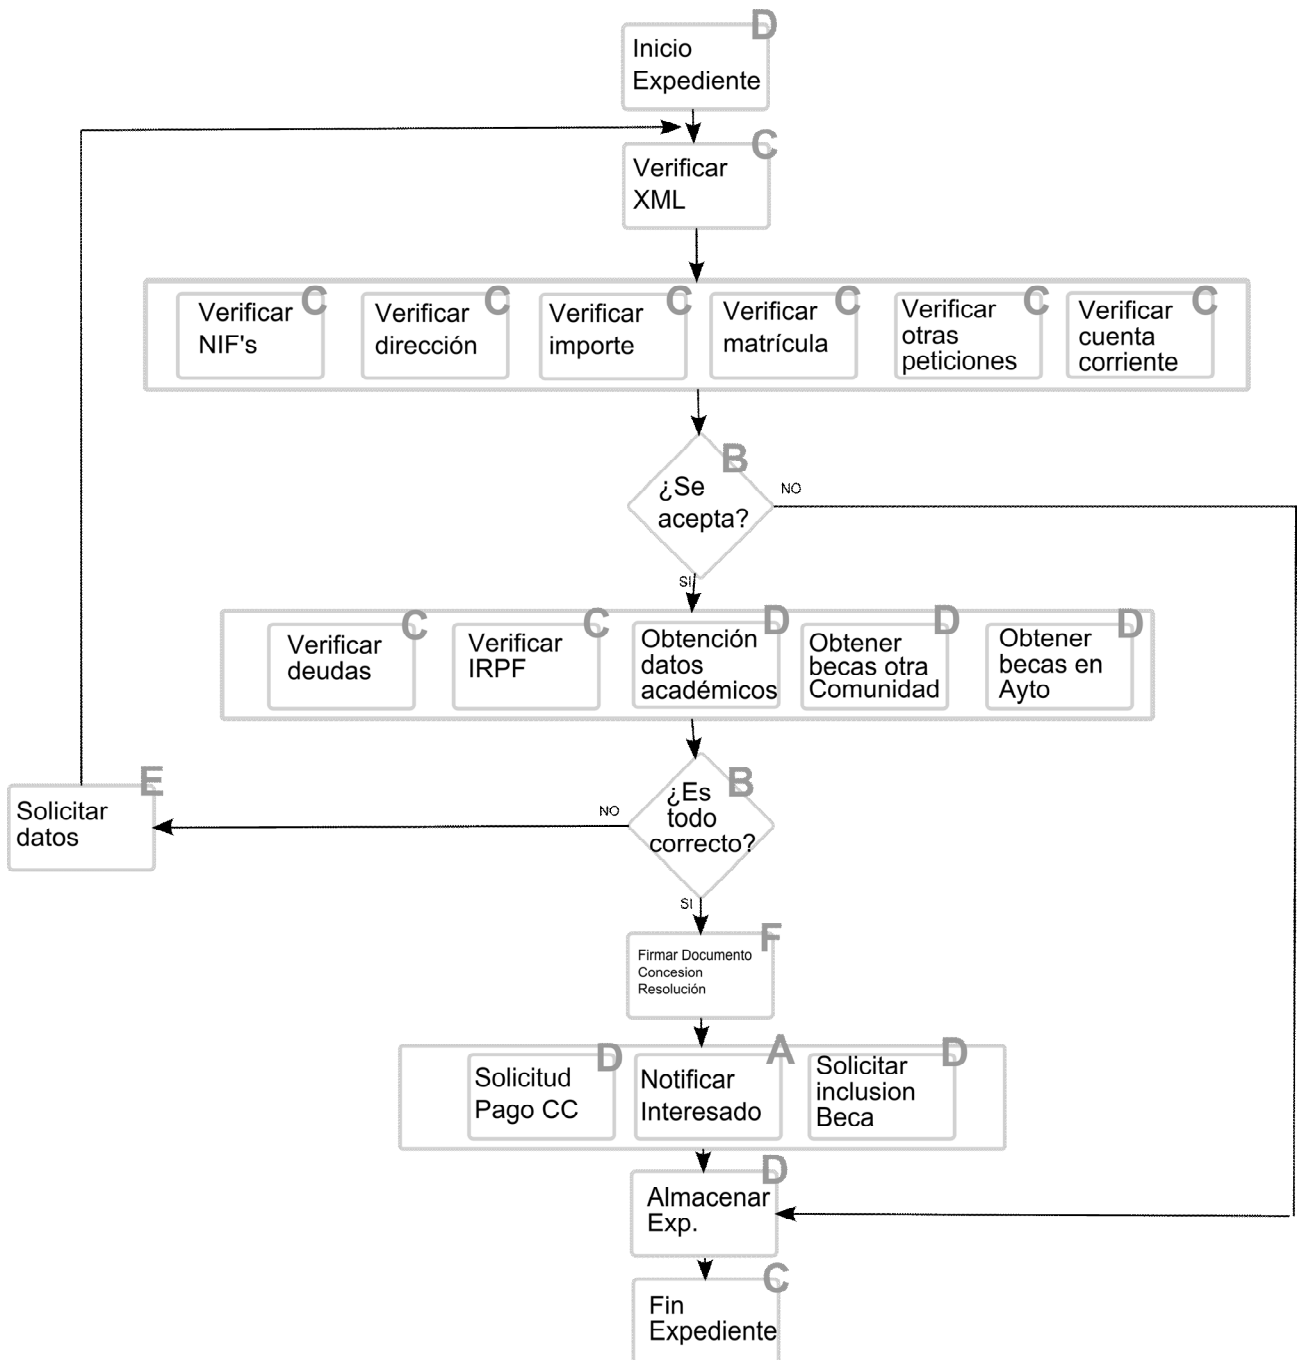 D
Inicio
Expediente
C
Verificar
XML
C
Verificar
NIF's
C
Verificar
dirección
C
Verificar
importe
C
Verificar
matrícula
C
Verificar
otras
peticiones
C
Verificar
cuenta
corriente
B
¿Se
acepta?
NO
SI
C
Verificar
deudas
C
Verificar
IRPF
D
Obtención
datos
académicos
D
Obtener
becas otra
Comunidad
D
Obtener
becas en
Ayto
B
¿Es
todo
correcto?
NO
E
Solicitar
datos
SI
F
Firmar Documento
Concesion
Resolución
D
Solicitud
Pago CC
A
Notificar
Interesado
D
Solicitar
inclusion
Beca
D
Almacenar
Exp.
C
Fin
Expediente